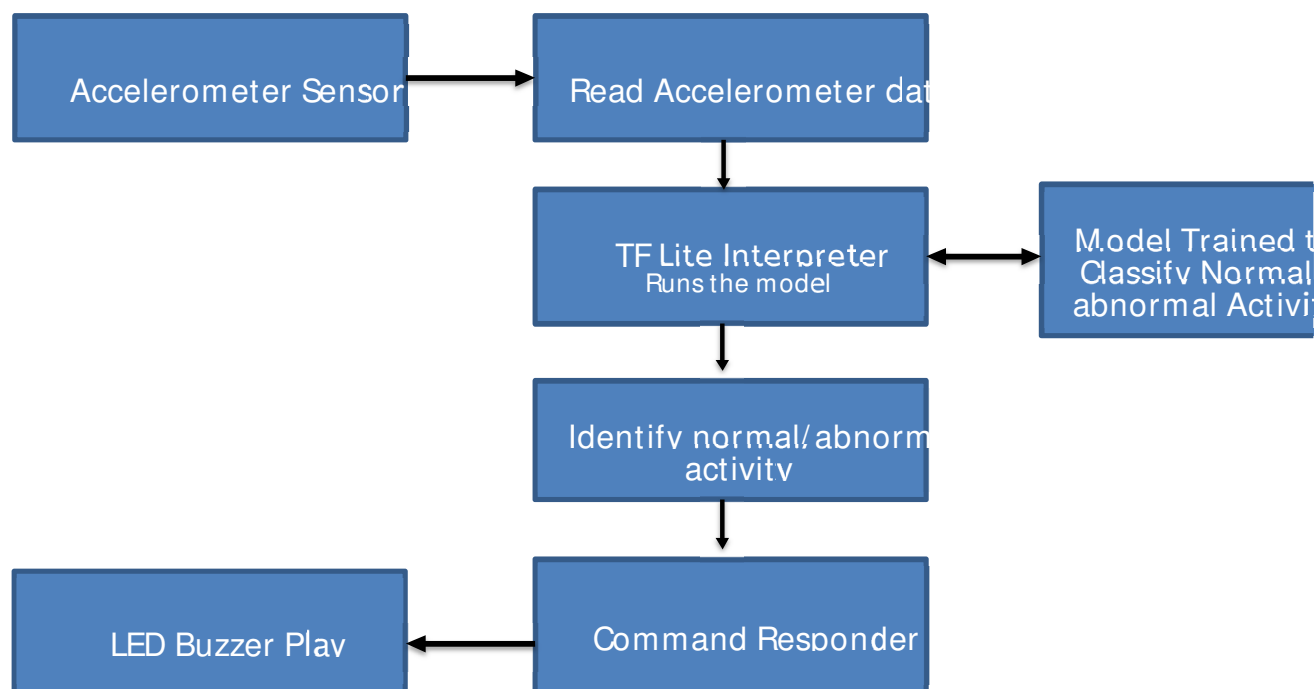 Accelerometer Sensor
Read Accelerometer dat
TF Lite Interpreter
Runs the model
Model Trained t
Classify Normal
abnormal Activi
Identify normal/abnorm
activity
Command Responder
LED Buzzer Play